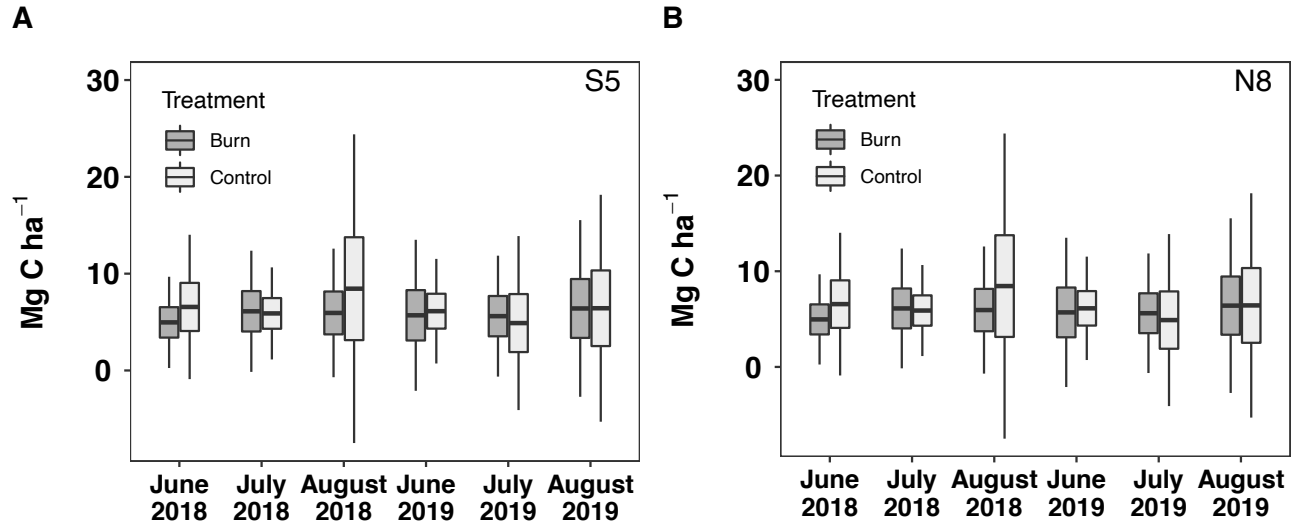 A
S5
30
20
10
0
Mg C ha⁻¹
Treatment
Burn
Control
June
2018
July
2018
August
2018
June
2019
July
2019
August
2019
B
N8
30
20
10
0
Mg C ha⁻¹
Treatment
Burn
Control
June
2018
July
2018
August
2018
June
2019
July
2019
August
2019